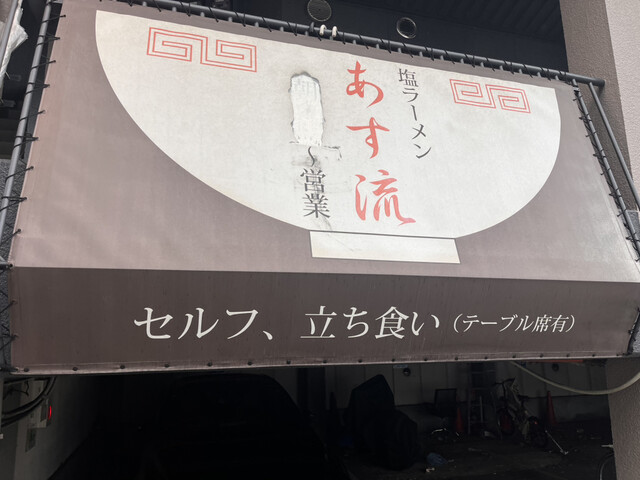 塩ラーメン
あす流
〜営業
セルフ、立ち食い（テーブル席有）